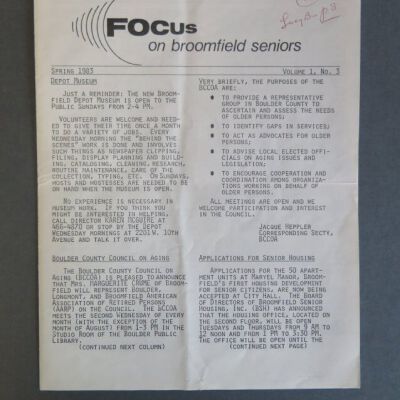 FOCus
on broomfield seniors
Spring 1983
Volume 1, No. 3
Depot Museum
Just a reminder: The new Broom-
field Depot Museum is open to the
public Sundays from 2-4 PM.
Volunteers are welcome and need-
ed to give their time once a month
to do a variety of jobs. Every
Wednesday morning the "behind the
scenes" work is done and involves
such things as newspaper clipping,
filing, display planning and build-
ing, cataloging, cleaning, research,
routine maintenance, care of the
collection, typing, etc. On Sundays,
hosts and hostesses are needed to be
on hand when the museum is open.
No experience is necessary in
museum work. If you think you
might be interested in helping,
call Director Karen McGuire at
466-4870 or stop by the Depot
Wednesday mornings at 2201 W. 10th
Avenue and talk it over.
Boulder County Council on Aging
The Boulder County Council on
Aging (BCCOA) is pleased to announce
that Mrs. Marguerite Crume of Broom-
field will represent Boulder,
Longmont, and Broomfield American
Association of Retired Persons
(AARP) on the Council. The BCCOA
meets the second Wednesday of every
month (with the exception of the
month of August) from 1-3 PM in the
Studio Room of the Boulder Public
Library.
(continued next column)
Very briefly, the purposes of the
BCCOA are:
● to provide a representative
group in Boulder County to
ascertain and assess the needs
of older persons;
● to identify gaps in services;
● to act as advocates for older
persons;
● to advise local elected offi-
cials on aging issues and
legislation;
● to encourage cooperation and
coordination among organiza-
tions working on behalf of
older persons.
All meetings are open and we
welcome participation and interest
in the Council.
Jacque Heppler
Corresponding Secty.
BCCOA
Applications for Senior Housing
Applications for the 50 apart-
ment units at Maryel Manor, Broom-
field's first housing development
for senior citizens, are now being
accepted at City Hall. The Board
of Directors of Broomfield Senior
Housing, Inc. (BSH) has announced
that the housing office, located on
the second floor, will be open
Tuesdays and Thursdays from 9 AM to
12 noon and from 1 PM to 3:30 PM.
The office will be open until the
(continued next page)